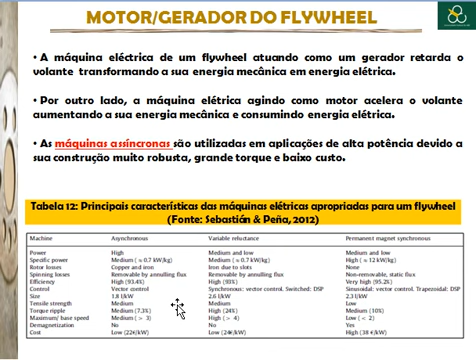 MOTOR/GERADOR DO FLYWHEEL
• A máquina eléctrica de um flywheel atuando como um gerador retarda o
volante transformando a sua energia mecânica em energia elétrica.
• Por outro lado, a máquina elétrica agindo como motor acelera o volante
aumentando a sua energia mecânica e consumindo energia elétrica.
• As máquinas assíncronas são utilizadas em aplicações de alta potência devido a
sua construção muito robusta, grande torque e baixo custo.
Tabela 12: Principais características das máquinas elétricas apropriadas para um flywheel
(Fonte: Sebastián & Peña, 2012)
Machine Asynchronous Variable reluctance Permanent magnet synchronous
Power High Medium and low Medium and low
Specific power Medium (≈0.7 kW/kg) Medium (≈0.7 kW/kg) High (≈12 kW/kg)
Rotor losses Copper and iron Iron due to slots None
Spinning losses Removable by annulling flux Removable by annulling flux Non-removable, static flux
Efficiency High (93.4%) High (93%) Very high (95.2%)
Control Vector control Synchronous: vector control. Switched: DSP Sinusoidal: vector control. Trapezoidal: DSP
Size 1.8 l/kW 2.6 l/kW 2.3 l/kW
Tensile strength Medium Medium Low
Torque ripple Medium (7.3%) High (24%) Medium (10%)
Maximum/base speed Medium (> 3) High (> 4) Low (< 2)
Demagnetization No No Yes
Cost Low (22€/kW) Low (24€/kW) High (38 €/kW)